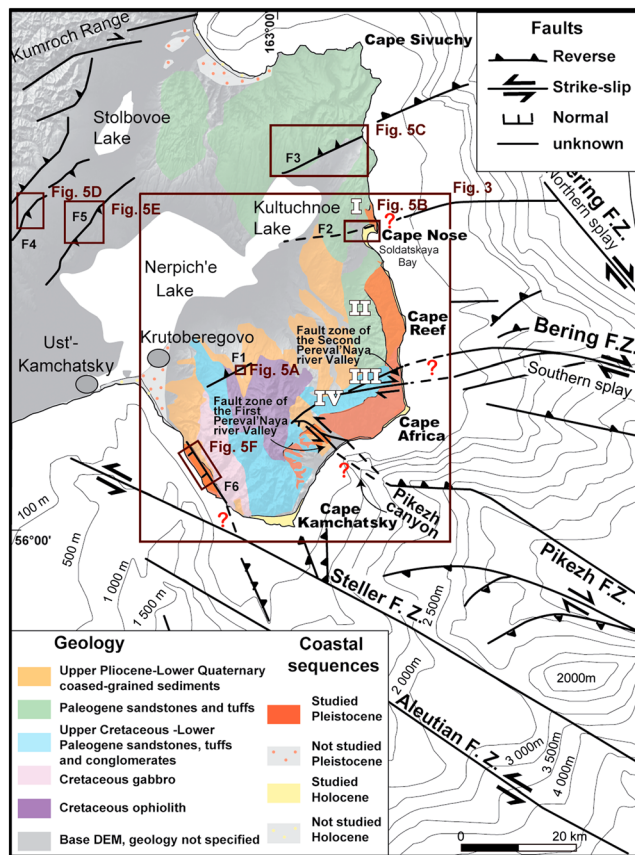 Kumroch Range
163°00'
Cape Sivuchy
Faults
Reverse
Strike-slip
Normal
unknown
Stolbovoe
Lake
F3
Fig. 5C
Fig. 5D
Fig. 5E
F4
F5
Fig. 3
Kultuchnoe
Lake
I
Fig. 5B
?
F2
Cape Nose
Soldatskaya
Bay
Bering F.Z.
Northern splay
Nerpich'e
Lake
II
Cape
Reef
Ust'-
Kamchatsky
Krutoberegovo
Fault zone
of the Second
Pereval'Naya
river Valley
Bering F.Z.
?
F1
Fig. 5A
III
Southern splay
Fault zone
of the First
Pereval'Naya
river Valley
IV
Cape
Africa
Fig. 5F
F6
?
?
Cape
Kamchatsky
Pikezh
canyon
100 m
56°00'
500 m
1 000 m
1 500 m
Steller F. Z.
Pikezh F.Z.
2 500m
2000m
2 000m
Aleutian F. Z.
3 000m
3 500m
4 000m
Geology
Upper Pliocene-Lower Quaternary
coased-grained sediments
Paleogene sandstones and tuffs
Upper Cretaceous -Lower
Paleogene sandstones, tuffs
and conglomerates
Cretaceous gabbro
Cretaceous ophiolith
Base DEM, geology not specified
Coastal
sequences
Studied
Pleistocene
Not studied
Pleistocene
Studied
Holocene
Not studied
Holocene
0
20 km